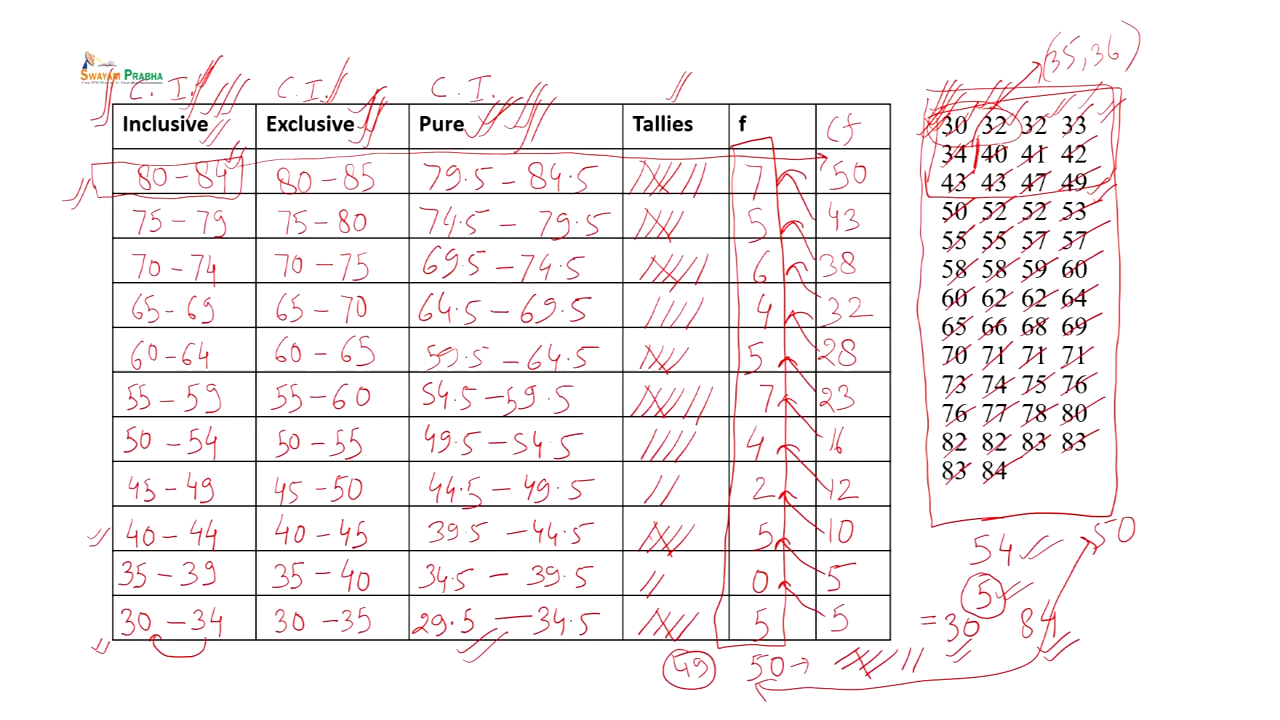 SWAYAM PRABHA
C. I. C. I. C. I. (35, 36)
Inclusive Exclusive Pure Tallies f Cf
80 - 84 80 - 85 79.5 - 84.5 7 50
75 - 79 75 - 80 74.5 - 79.5 5 43
70 - 74 70 - 75 69.5 - 74.5 6 38
65 - 69 65 - 70 64.5 - 69.5 4 32
60 - 64 60 - 65 59.5 - 64.5 5 28
55 - 59 55 - 60 54.5 - 59.5 7 23
50 - 54 50 - 55 49.5 - 54.5 4 16
45 - 49 45 - 50 44.5 - 49.5 2 12
40 - 44 40 - 45 39.5 - 44.5 5 10
35 - 39 35 - 40 34.5 - 39.5 0 5
30 - 34 30 - 35 29.5 - 34.5 5 5
49 50 →
30 32 32 33
34 40 41 42
43 43 47 49
50 52 52 53
55 55 57 57
58 58 59 60
60 62 62 64
65 66 68 69
70 71 71 71
73 74 75 76
76 77 78 80
82 82 83 83
83 84
54 50
5
= 30 84